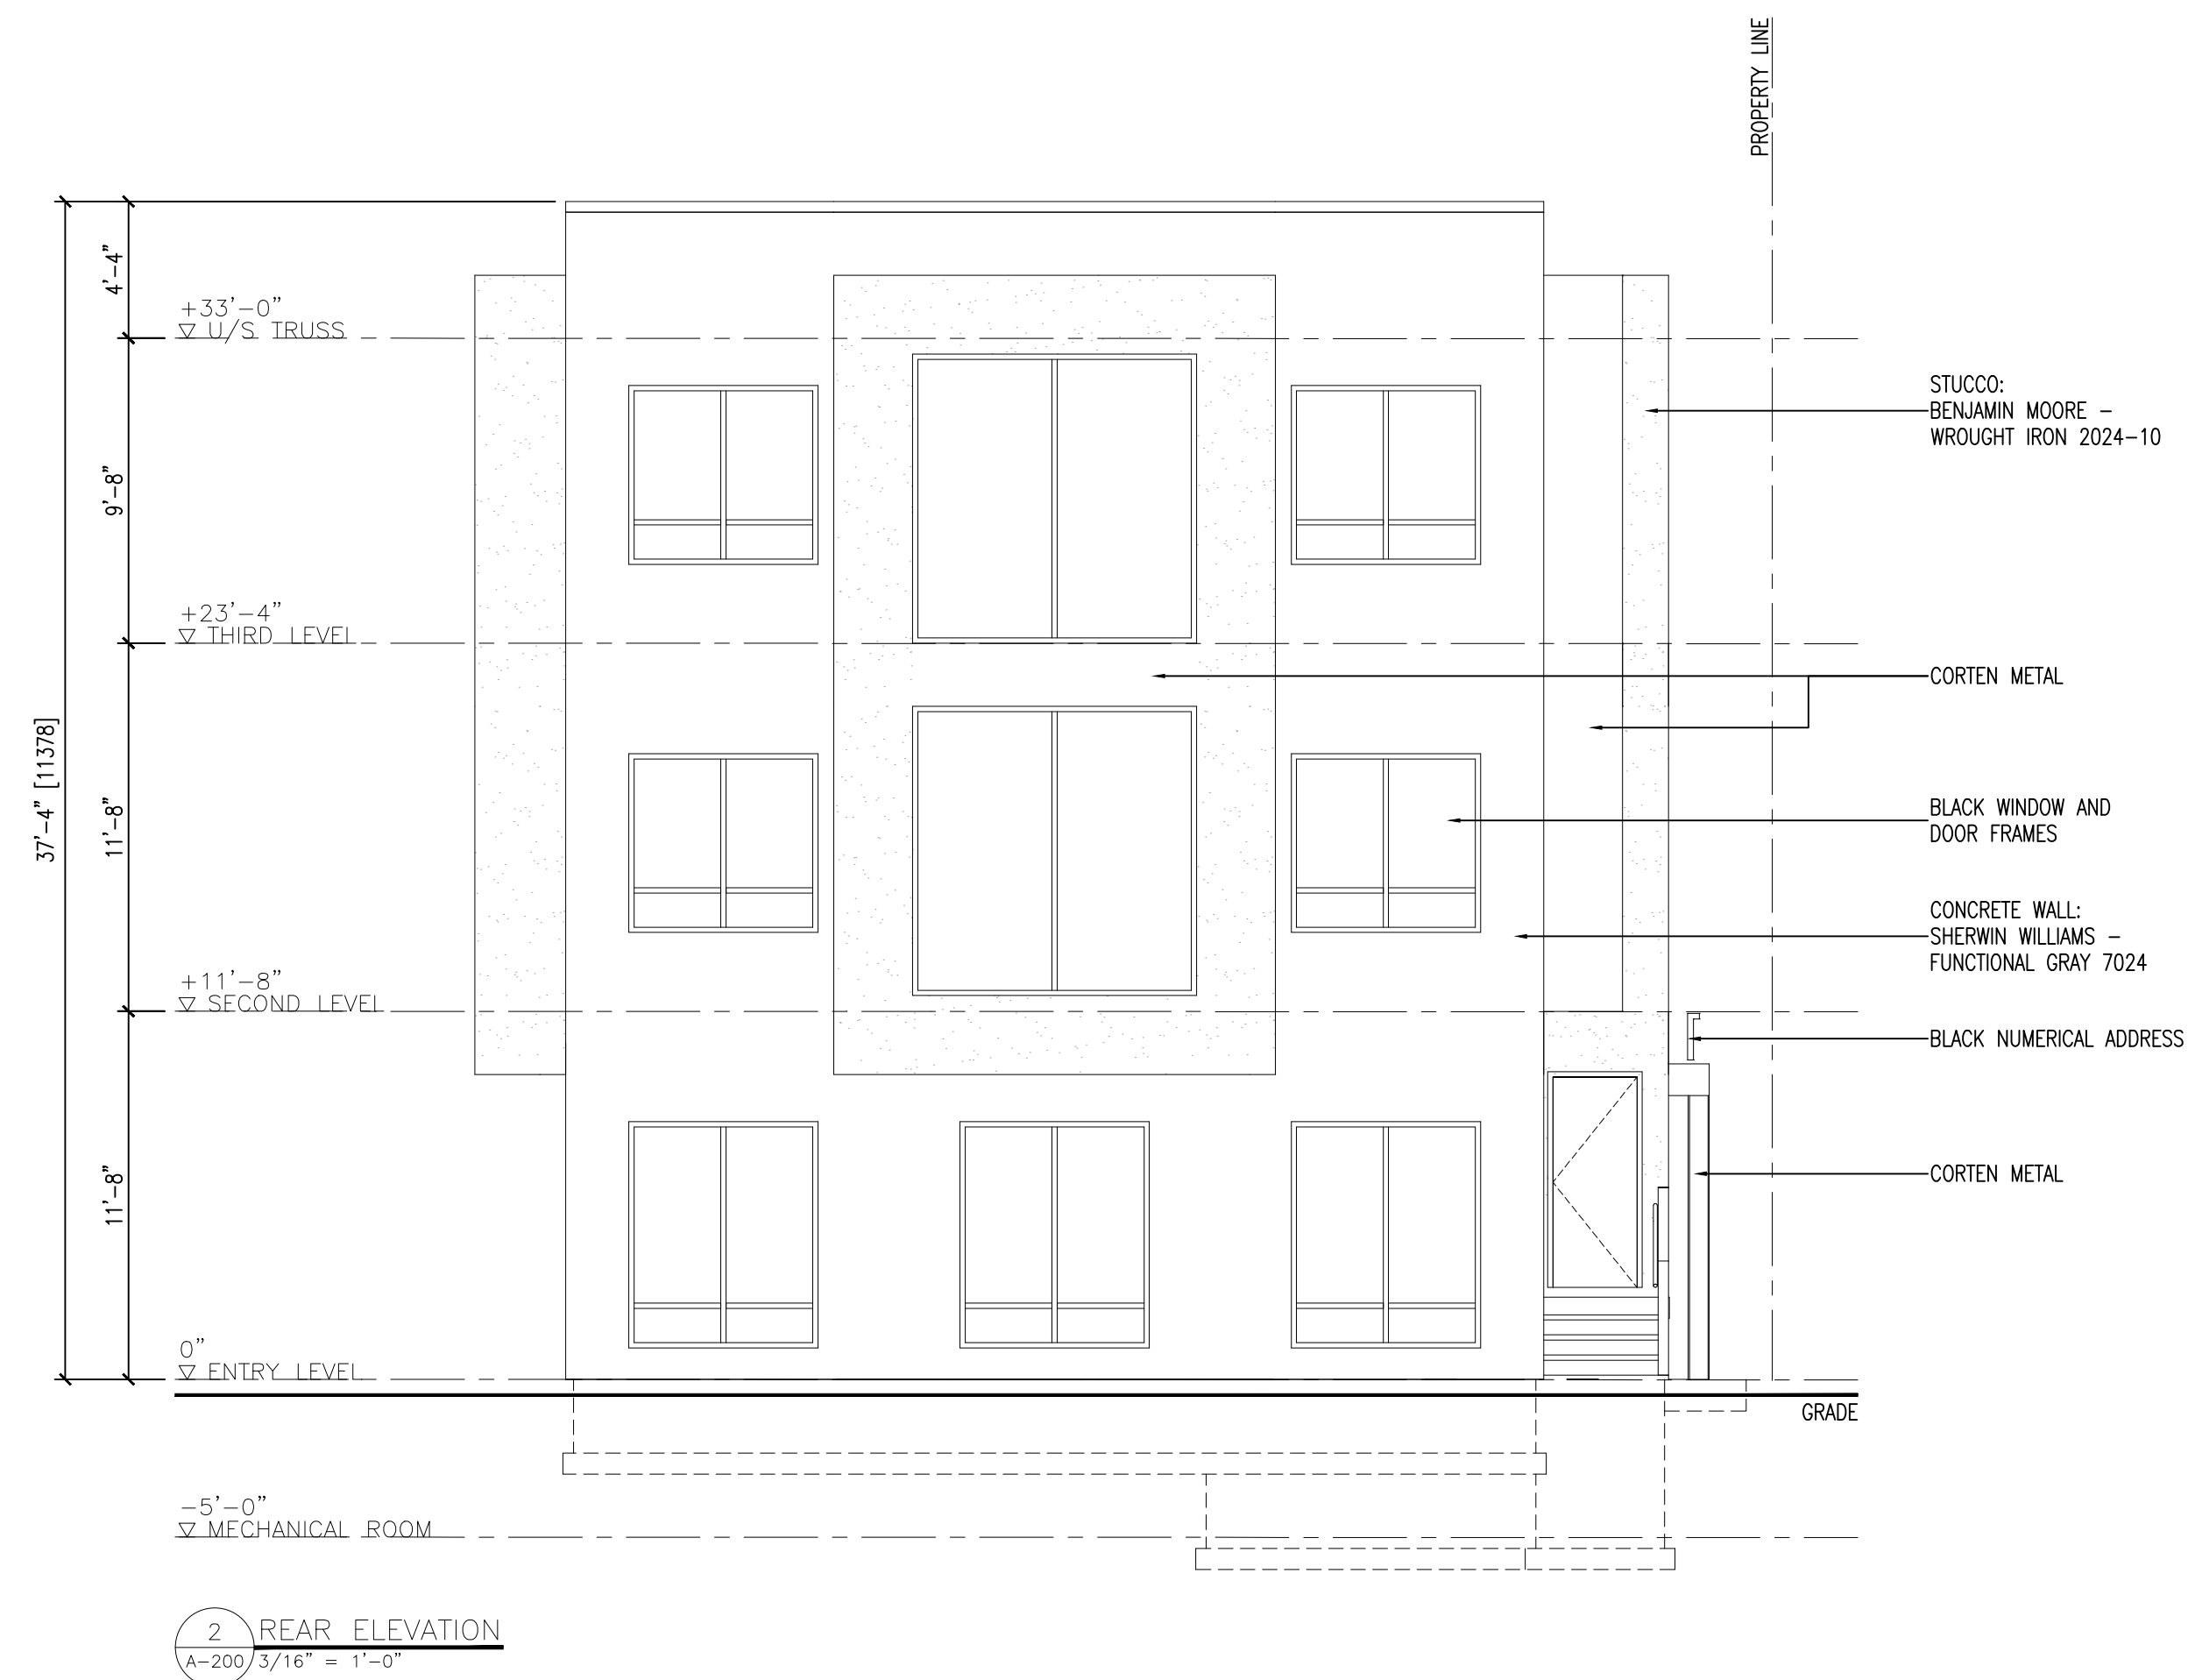 PROPERTY LINE
4'-4"
+33'-0"
U/S TRUSS
STUCCO:
BENJAMIN MOORE -
WROUGHT IRON 2024-10
9'-8"
+23'-4"
THIRD LEVEL
CORTEN METAL
37'-4" [11378]
11'-8"
BLACK WINDOW AND
DOOR FRAMES
CONCRETE WALL:
SHERWIN WILLIAMS -
FUNCTIONAL GRAY 7024
+11'-8"
SECOND LEVEL
BLACK NUMERICAL ADDRESS
11'-8"
CORTEN METAL
0"
ENTRY LEVEL
GRADE
-5'-0"
MECHANICAL ROOM
2
REAR ELEVATION
A-200
3/16" = 1'-0"